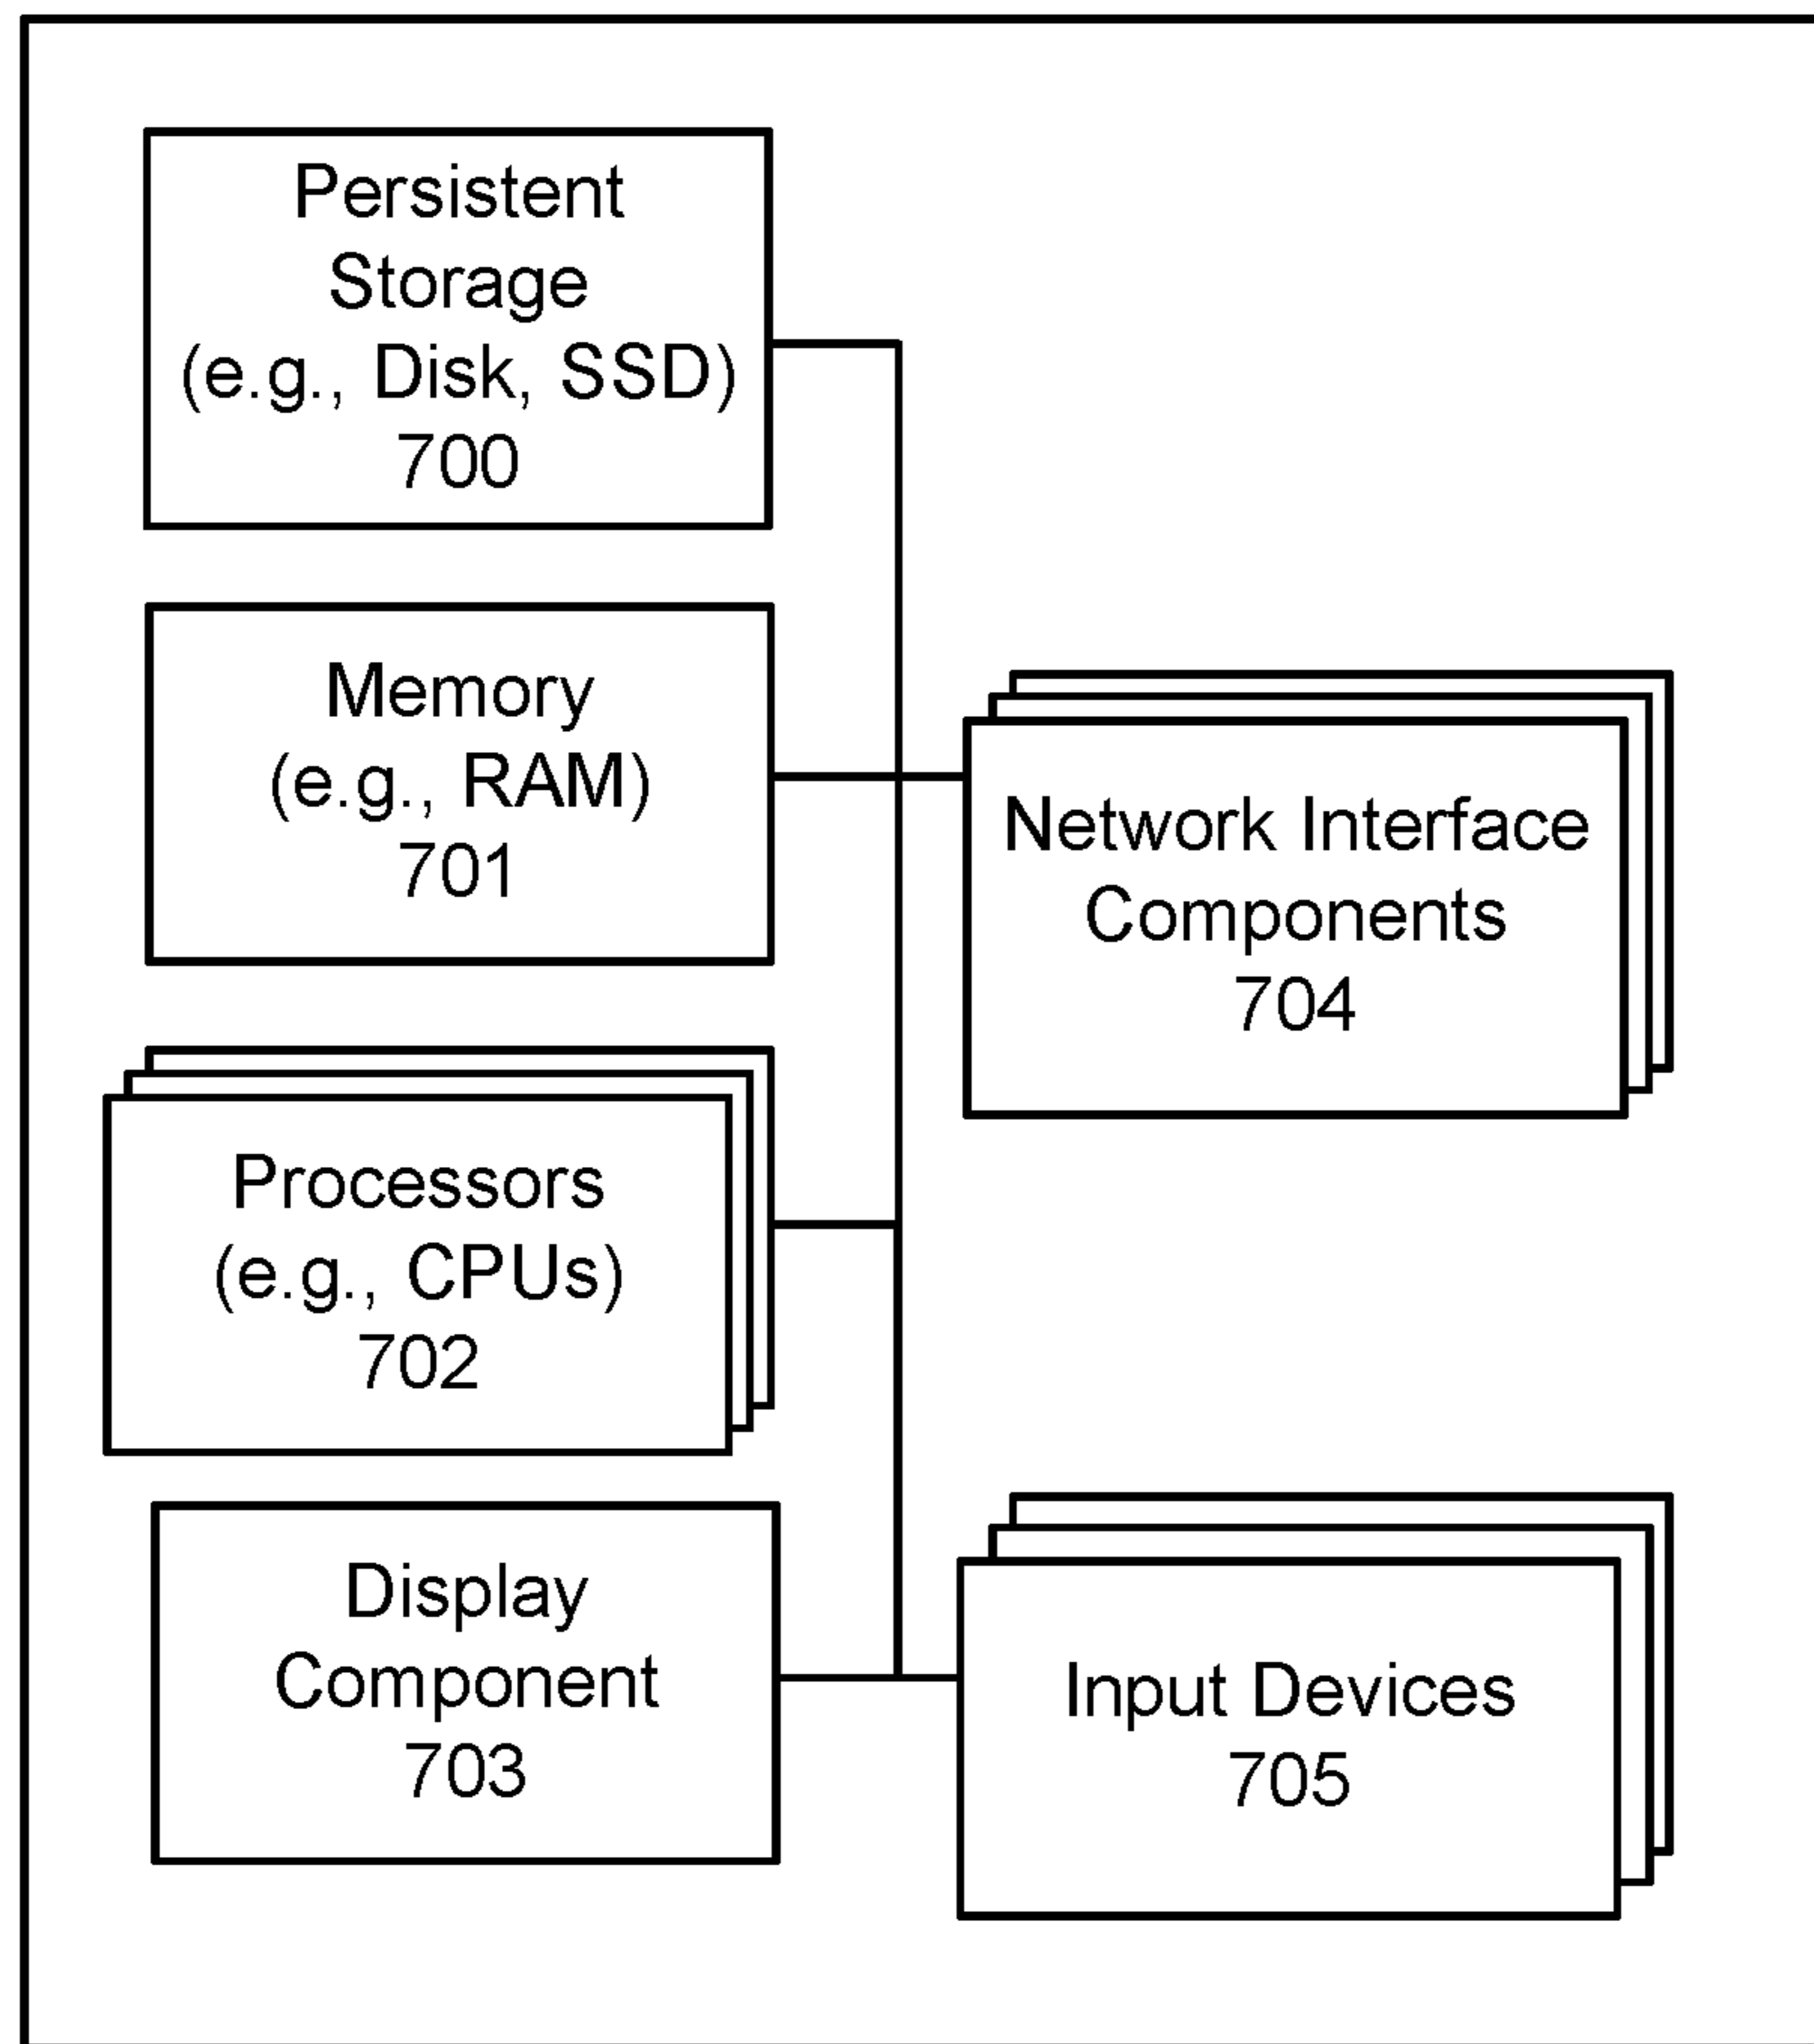 Persistent
Storage
(e.g., Disk, SSD)
700
Memory
(e.g., RAM)
701
Processors
(e.g., CPUs)
702
Display
Component
703
Network Interface
Components
704
Input Devices
705